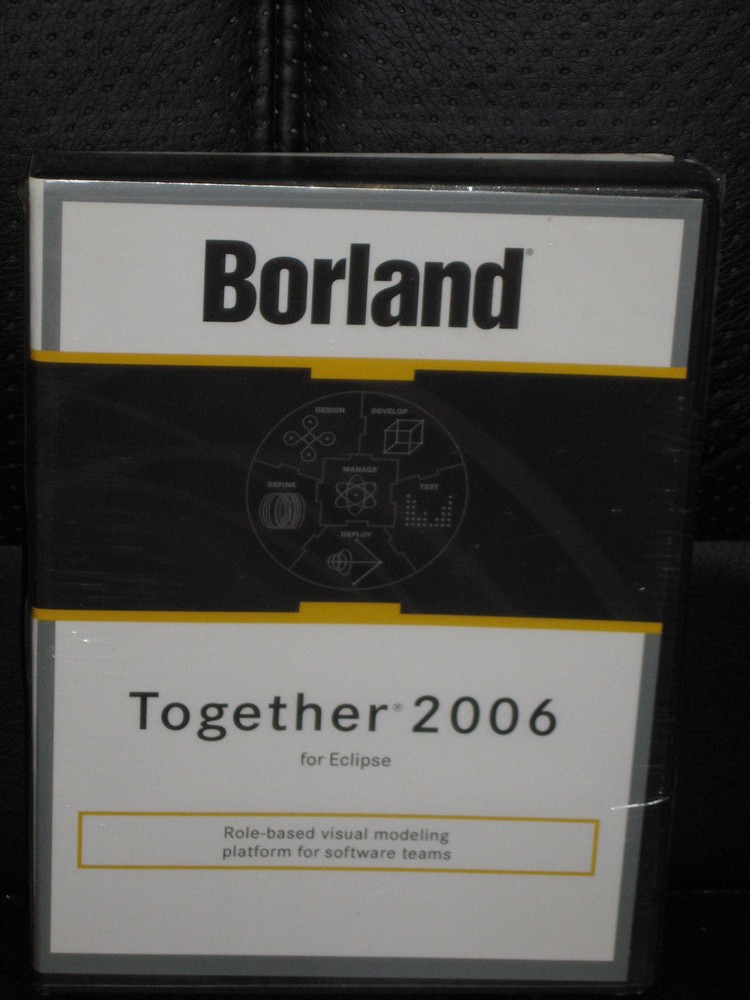 Borland®
DESIGN DEVELOP
MANAGE
DEFINE TEST
DEPLOY
Together® 2006
for Eclipse
Role-based visual modeling
platform for software teams